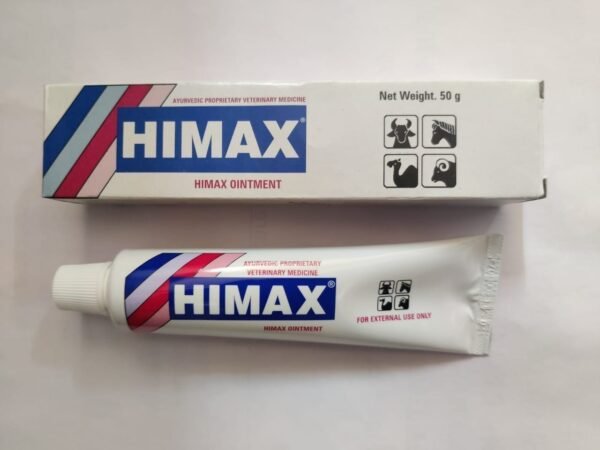 AYURVEDIC PROPRIETARY VETERINARY MEDICINE
HIMAX®
HIMAX OINTMENT
Net Weight. 50 g
AYURVEDIC PROPRIETARY
VETERINARY MEDICINE
HIMAX®
HIMAX OINTMENT
FOR EXTERNAL USE ONLY